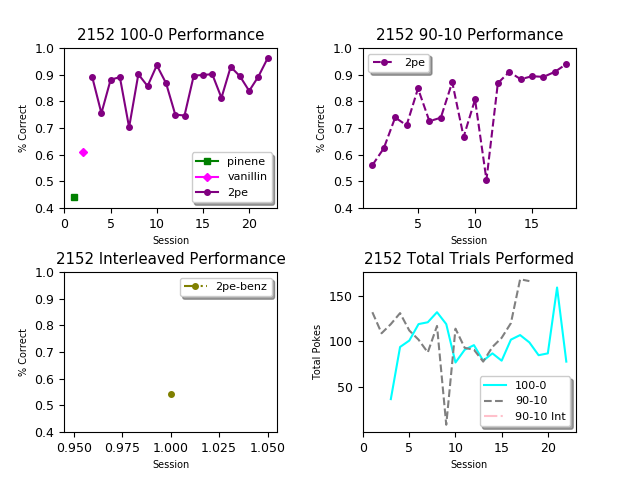 2152 100-0 Performance
1.0
0.9
0.8
0.7
0.6
0.5
0.4
% Correct
0 5 10 15 20
Session
pinene
vanillin
2pe
2152 90-10 Performance
1.0
0.9
0.8
0.7
0.6
0.5
0.4
% Correct
5 10 15
Session
2pe
2152 Interleaved Performance
1.0
0.9
0.8
0.7
0.6
0.5
0.4
% Correct
0.950 0.975 1.000 1.025 1.050
Session
2pe-benz
2152 Total Trials Performed
150
100
50
Total Pokes
0 5 10 15 20
Session
100-0
90-10
90-10 Int